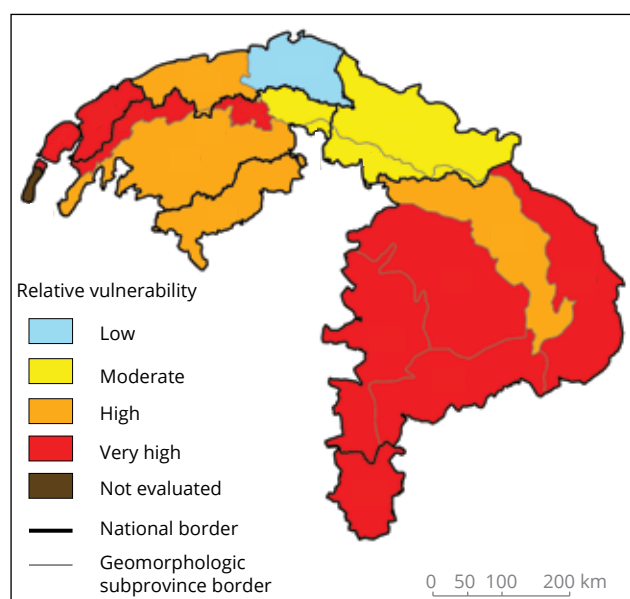 Relative vulnerability
Low
Moderate
High
Very high
Not evaluated
National border
Geomorphologic
subprovince border
0 50 100 200 km